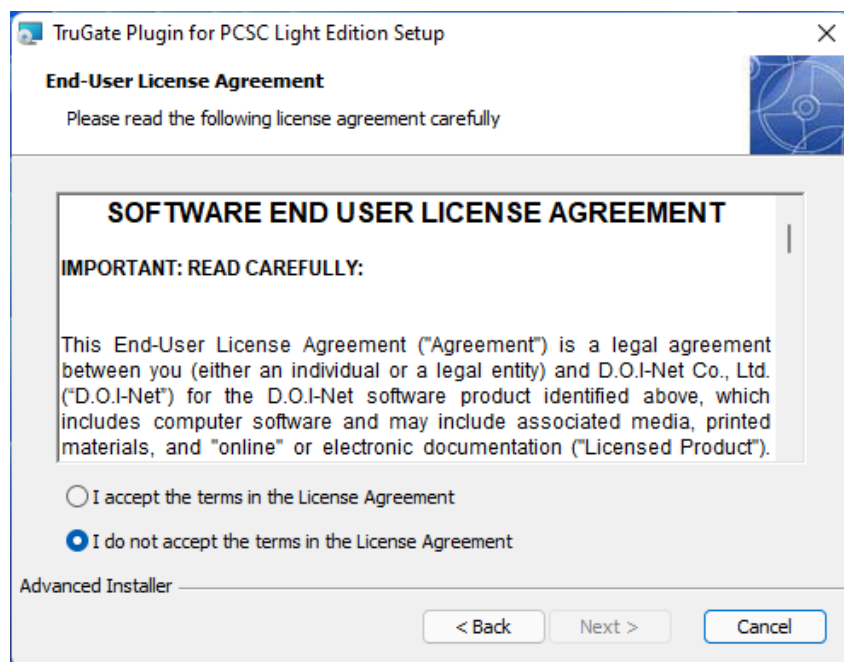 TruGate Plugin for PCSC Light Edition Setup
End-User License Agreement
Please read the following license agreement carefully
SOFTWARE END USER LICENSE AGREEMENT
IMPORTANT: READ CAREFULLY:
This End-User License Agreement ("Agreement") is a legal agreement
between you (either an individual or a legal entity) and D.O.I-Net Co., Ltd.
(“D.O.I-Net”) for the D.O.I-Net software product identified above, which
includes computer software and may include associated media, printed
materials, and "online" or electronic documentation ("Licensed Product").
I accept the terms in the License Agreement
I do not accept the terms in the License Agreement
Advanced Installer
< Back Next > Cancel